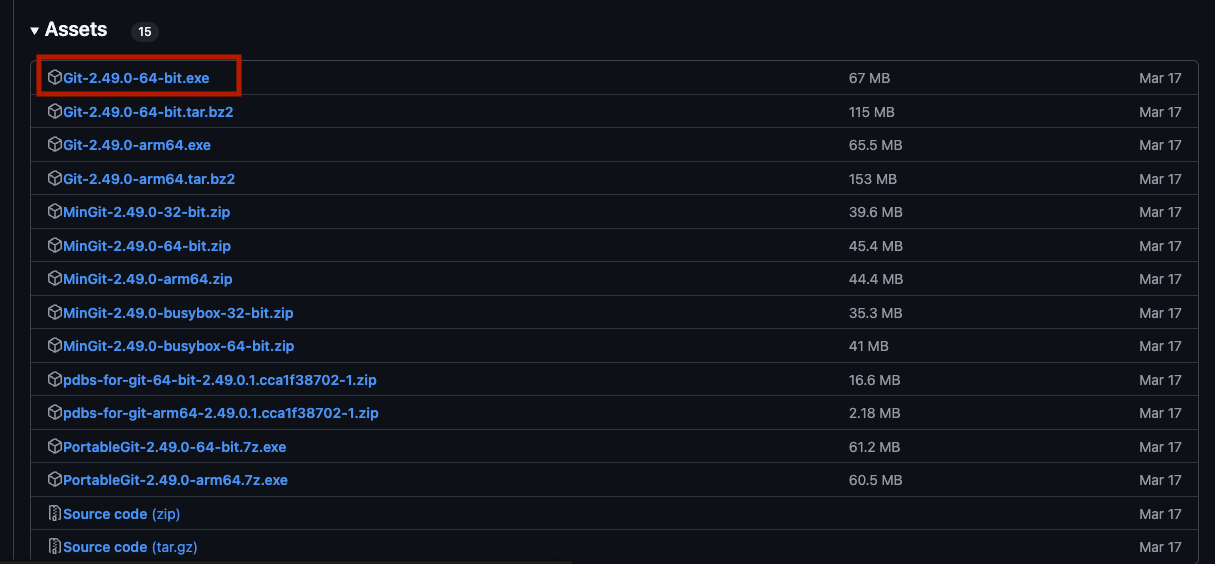 Assets 15
Git-2.49.0-64-bit.exe 67 MB Mar 17
Git-2.49.0-64-bit.tar.bz2 115 MB Mar 17
Git-2.49.0-arm64.exe 65.5 MB Mar 17
Git-2.49.0-arm64.tar.bz2 153 MB Mar 17
MinGit-2.49.0-32-bit.zip 39.6 MB Mar 17
MinGit-2.49.0-64-bit.zip 45.4 MB Mar 17
MinGit-2.49.0-arm64.zip 44.4 MB Mar 17
MinGit-2.49.0-busybox-32-bit.zip 35.3 MB Mar 17
MinGit-2.49.0-busybox-64-bit.zip 41 MB Mar 17
pdbs-for-git-64-bit-2.49.0.1.cca1f38702-1.zip 16.6 MB Mar 17
pdbs-for-git-arm64-2.49.0.1.cca1f38702-1.zip 2.18 MB Mar 17
PortableGit-2.49.0-64-bit.7z.exe 61.2 MB Mar 17
PortableGit-2.49.0-arm64.7z.exe 60.5 MB Mar 17
Source code (zip) Mar 17
Source code (tar.gz) Mar 17